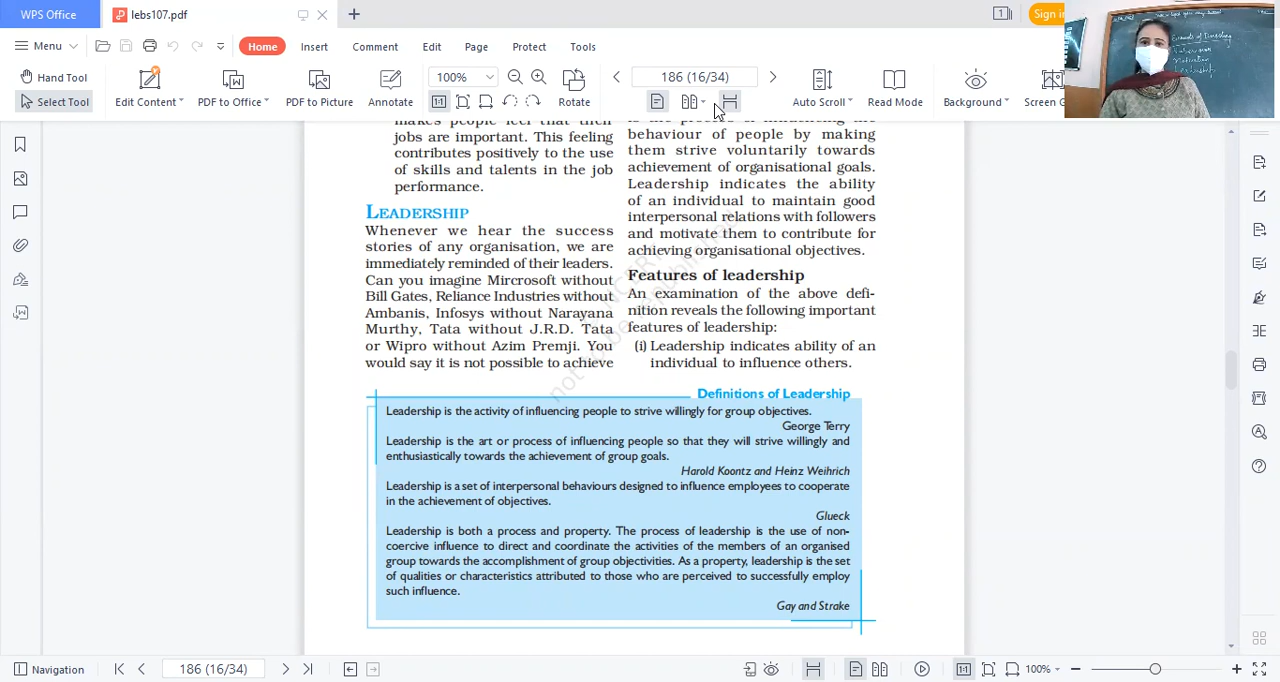 WPS Office
lebs107.pdf
1
Sign in
Menu
Home
Insert
Comment
Edit
Page
Protect
Tools
Hand Tool
Select Tool
Edit Content
PDF to Office
PDF to Picture
Annotate
100%
Rotate
186 (16/34)
Auto Scroll
Read Mode
Background
Screen G
makes people feel that their
jobs are important. This feeling
contributes positively to the use
of skills and talents in the job
performance.
LEADERSHIP
Whenever we hear the success
stories of any organisation, we are
immediately reminded of their leaders.
Can you imagine Mircrosoft without
Bill Gates, Reliance Industries without
Ambanis, Infosys without Narayana
Murthy, Tata without J.R.D. Tata
or Wipro without Azim Premji. You
would say it is not possible to achieve
is the process of influencing the
behaviour of people by making
them strive voluntarily towards
achievement of organisational goals.
Leadership indicates the ability
of an individual to maintain good
interpersonal relations with followers
and motivate them to contribute for
achieving organisational objectives.
Features of leadership
An examination of the above defi-
nition reveals the following important
features of leadership:
(i) Leadership indicates ability of an
individual to influence others.
Definitions of Leadership
Leadership is the activity of influencing people to strive willingly for group objectives.
George Terry
Leadership is the art or process of influencing people so that they will strive willingly and
enthusiastically towards the achievement of group goals.
Harold Koontz and Heinz Weihrich
Leadership is a set of interpersonal behaviours designed to influence employees to cooperate
in the achievement of objectives.
Glueck
Leadership is both a process and property. The process of leadership is the use of non-
coercive influence to direct and coordinate the activities of the members of an organised
group towards the accomplishment of group objectivities. As a property, leadership is the set
of qualities or characteristics attributed to those who are perceived to successfully employ
such influence.
Gay and Strake
Navigation
186 (16/34)
100%